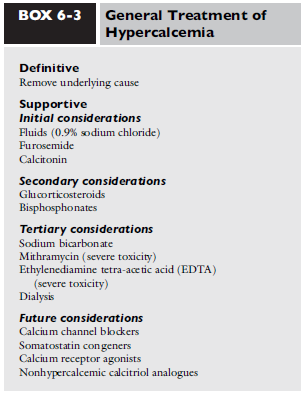 BOX 6-3
General Treatment of
Hypercalcemia
Definitive
Remove underlying cause
Supportive
Initial considerations
Fluids (0.9% sodium chloride)
Furosemide
Calcitonin
Secondary considerations
Glucorticosteroids
Bisphosphonates
Tertiary considerations
Sodium bicarbonate
Mithramycin (severe toxicity)
Ethylenediamine tetra-acetic acid (EDTA)
(severe toxicity)
Dialysis
Future considerations
Calcium channel blockers
Somatostatin congeners
Calcium receptor agonists
Nonhypercalcemic calcitriol analogues